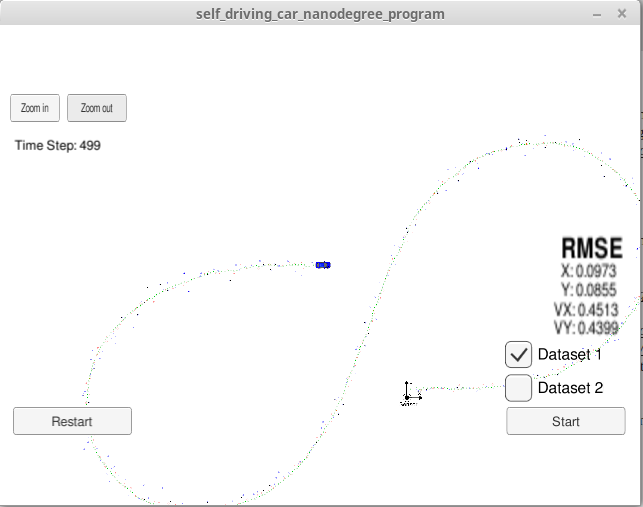 self_driving_car_nanodegree_program
Zoom in
Zoom out
Time Step: 499
RMSE
X: 0.0973
Y: 0.0855
VX: 0.4513
VY: 0.4399
Dataset 1
Dataset 2
Restart
Start